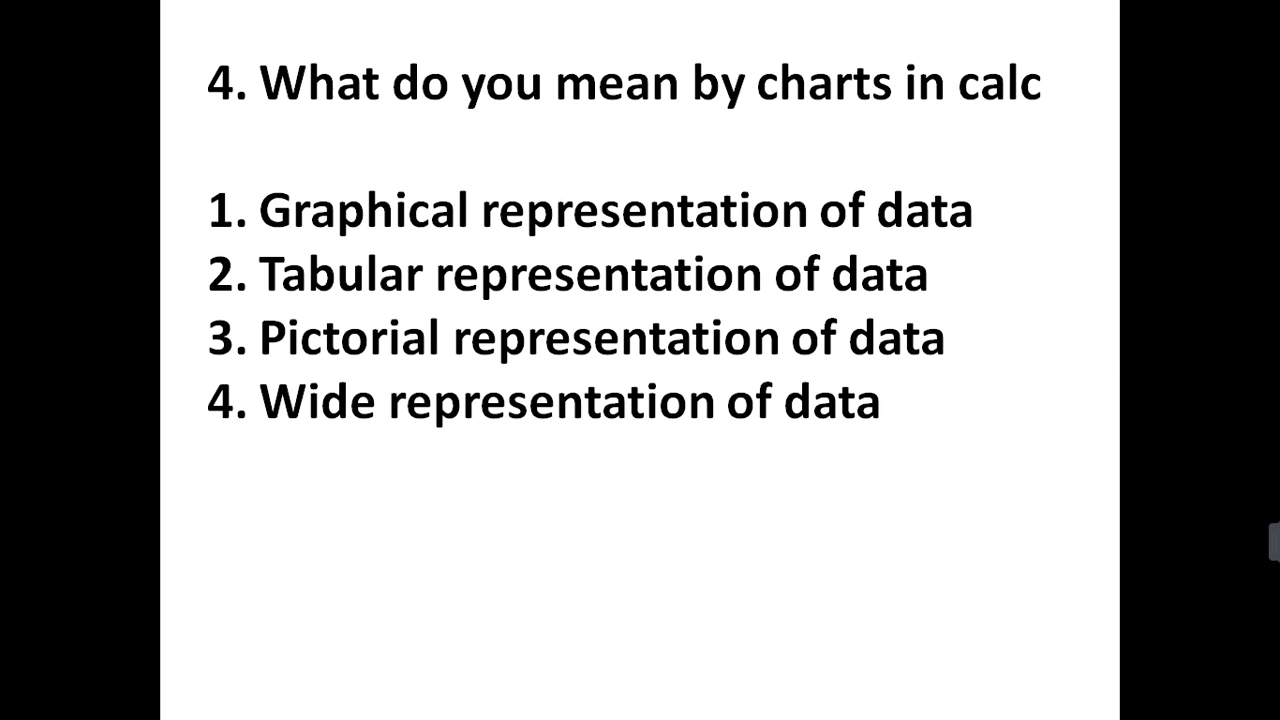 4. What do you mean by charts in calc
1. Graphical representation of data
2. Tabular representation of data
3. Pictorial representation of data
4. Wide representation of data